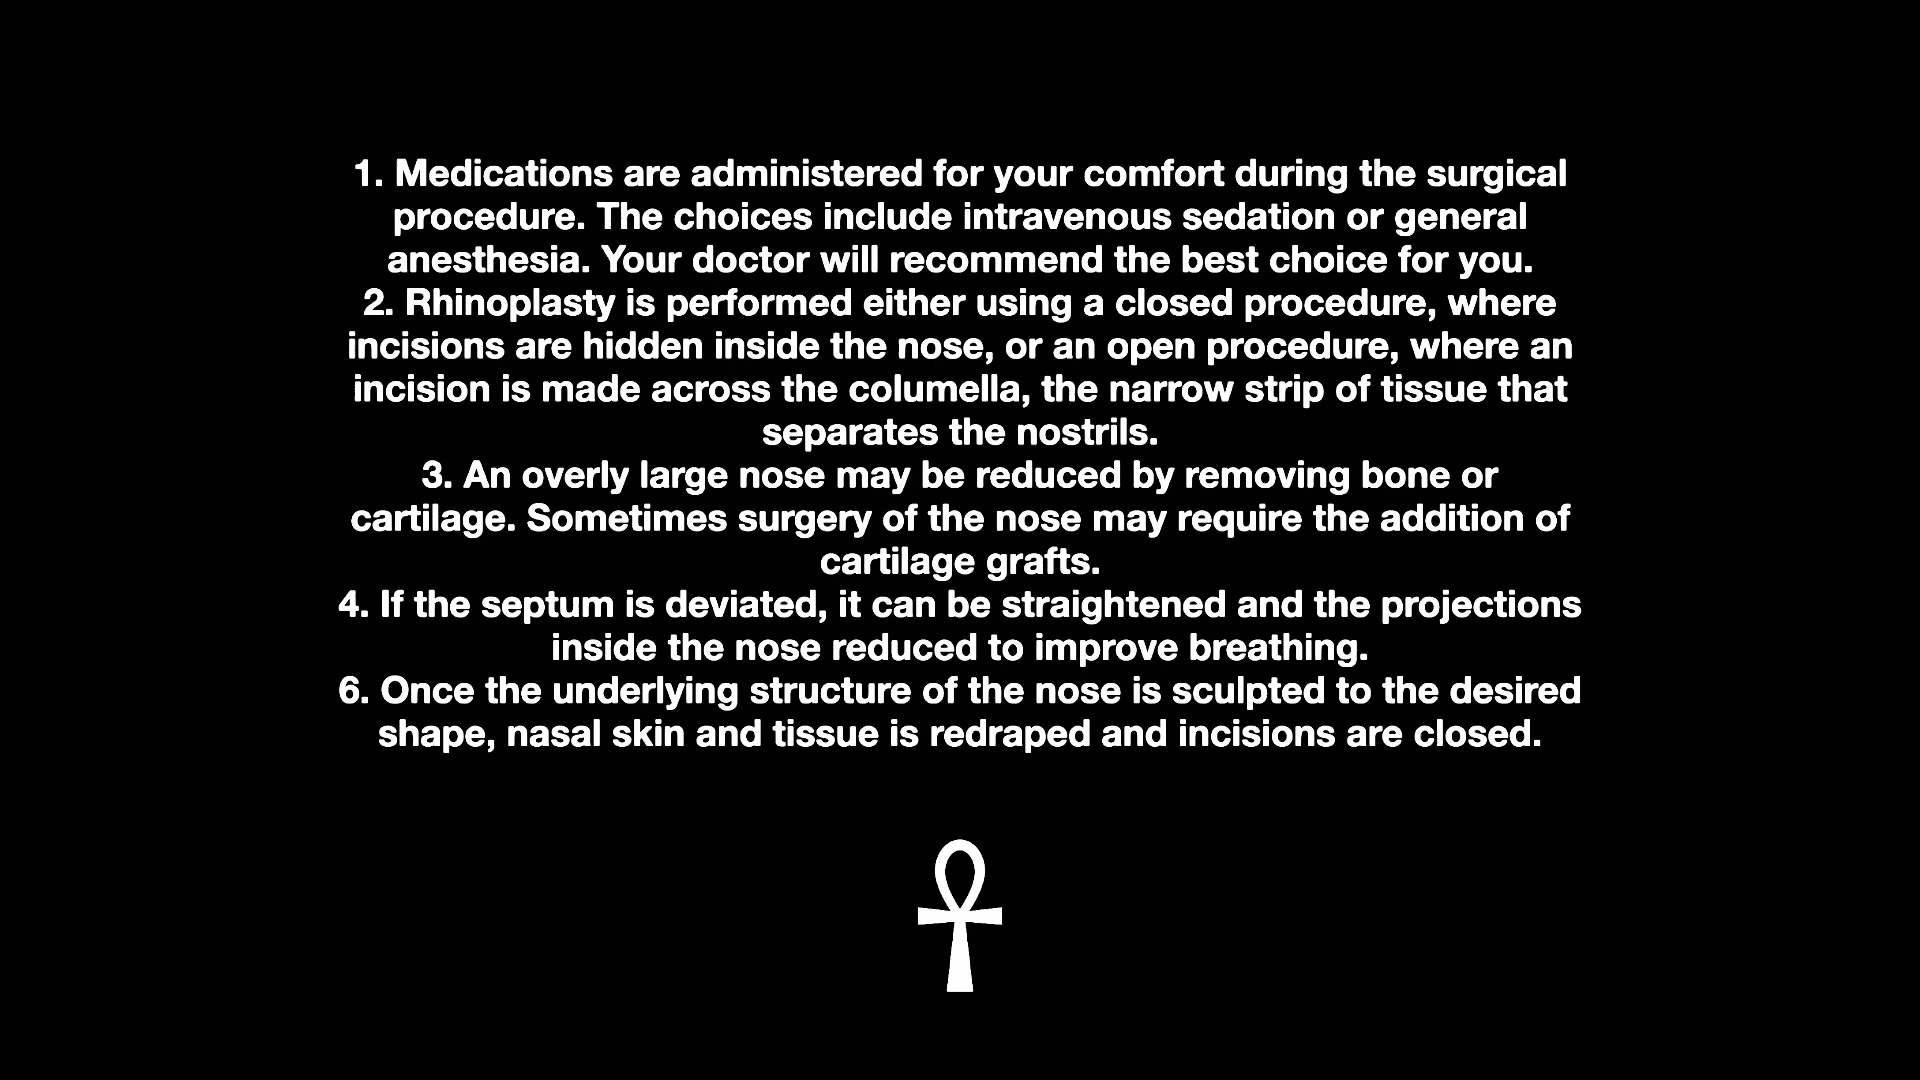 1. Medications are administered for your comfort during the surgical
procedure. The choices include intravenous sedation or general
anesthesia. Your doctor will recommend the best choice for you.
2. Rhinoplasty is performed either using a closed procedure, where
incisions are hidden inside the nose, or an open procedure, where an
incision is made across the columella, the narrow strip of tissue that
separates the nostrils.
3. An overly large nose may be reduced by removing bone or
cartilage. Sometimes surgery of the nose may require the addition of
cartilage grafts.
4. If the septum is deviated, it can be straightened and the projections
inside the nose reduced to improve breathing.
6. Once the underlying structure of the nose is sculpted to the desired
shape, nasal skin and tissue is redraped and incisions are closed.